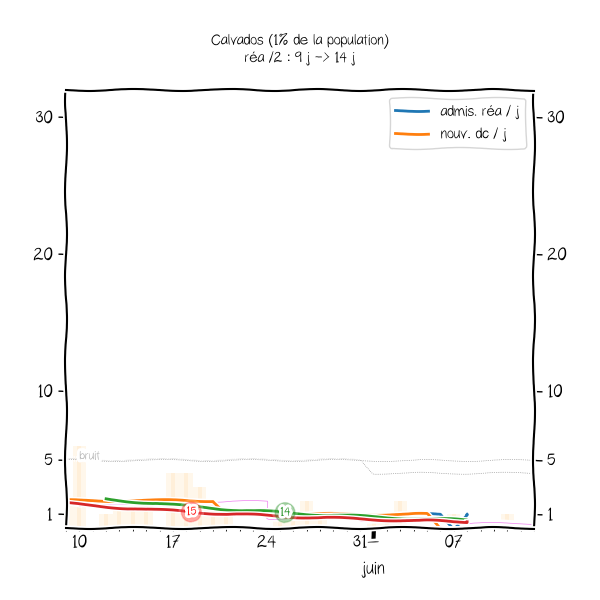 Calvados (1% de la population)
réa /2 : 9 j -> 14 j
admis. réa / j
nouv. dc / j
30
30
20
20
10
10
5
bruit
5
1
15
14
1
10
17
24
31
07
juin